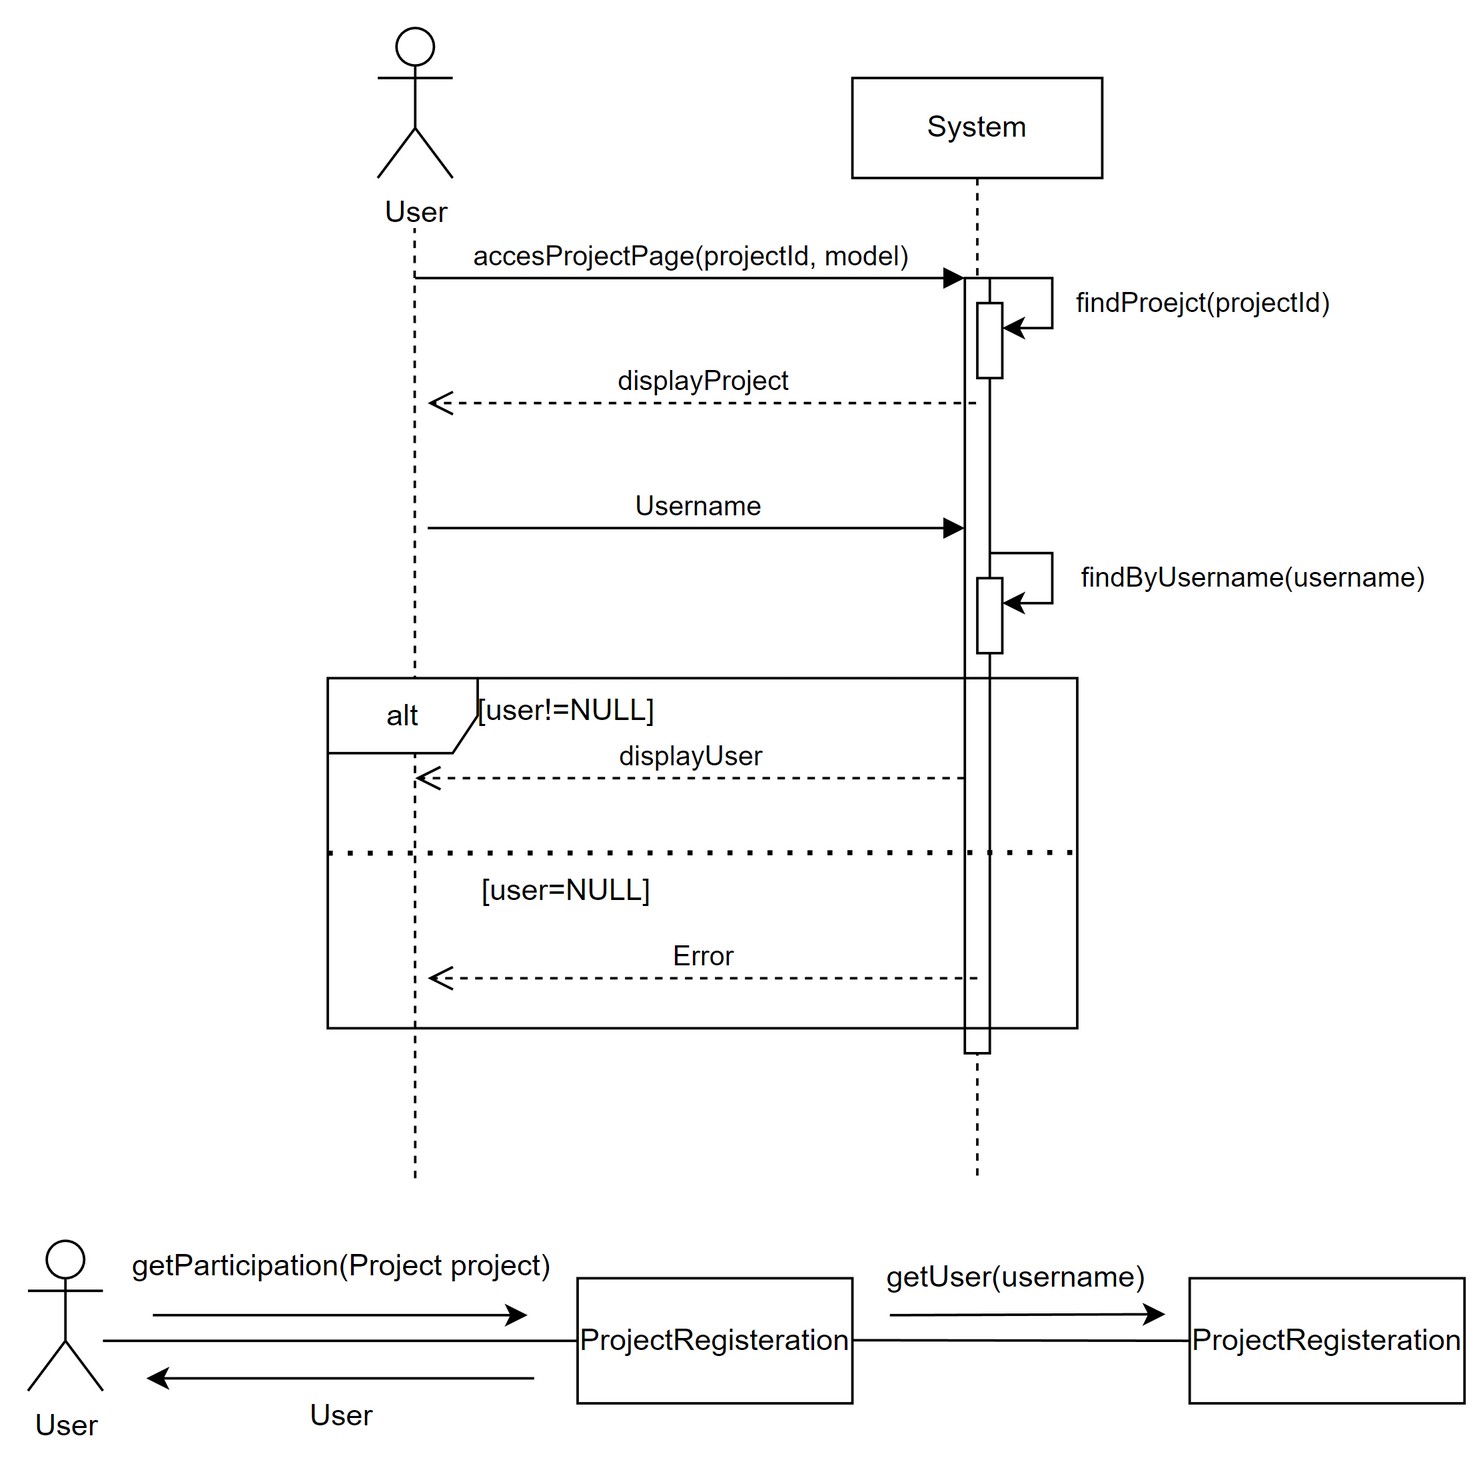 System
User
accesProjectPage(projectId, model)
findProejct(projectId)
displayProject
Username
findByUsername(username)
alt
[user!=NULL]
displayUser
[user=NULL]
Error
getParticipation(Project project)
getUser(username)
ProjectRegisteration
ProjectRegisteration
User
User